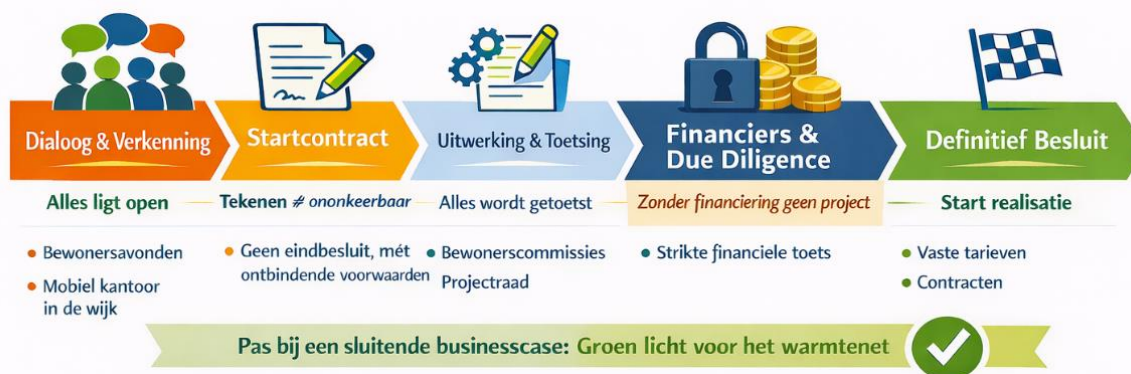 Dialoog & Verkenning
Startcontract
Uitwerking & Toetsing
Financiers &
Due Diligence
Definitief Besluit
Alles ligt open
Tekenen ≠ ononkeerbaar
Alles wordt getoetst
Zonder financiering geen project
Start realisatie
• Bewonersavonden
• Mobiel kantoor
in de wijk
• Geen eindbesluit, mét
ontbindende voorwaarden
• Bewonerscommissies
Projectraad
• Strikte financiele toets
• Vaste tarieven
• Contracten
Pas bij een sluitende businesscase: Groen licht voor het warmtenet